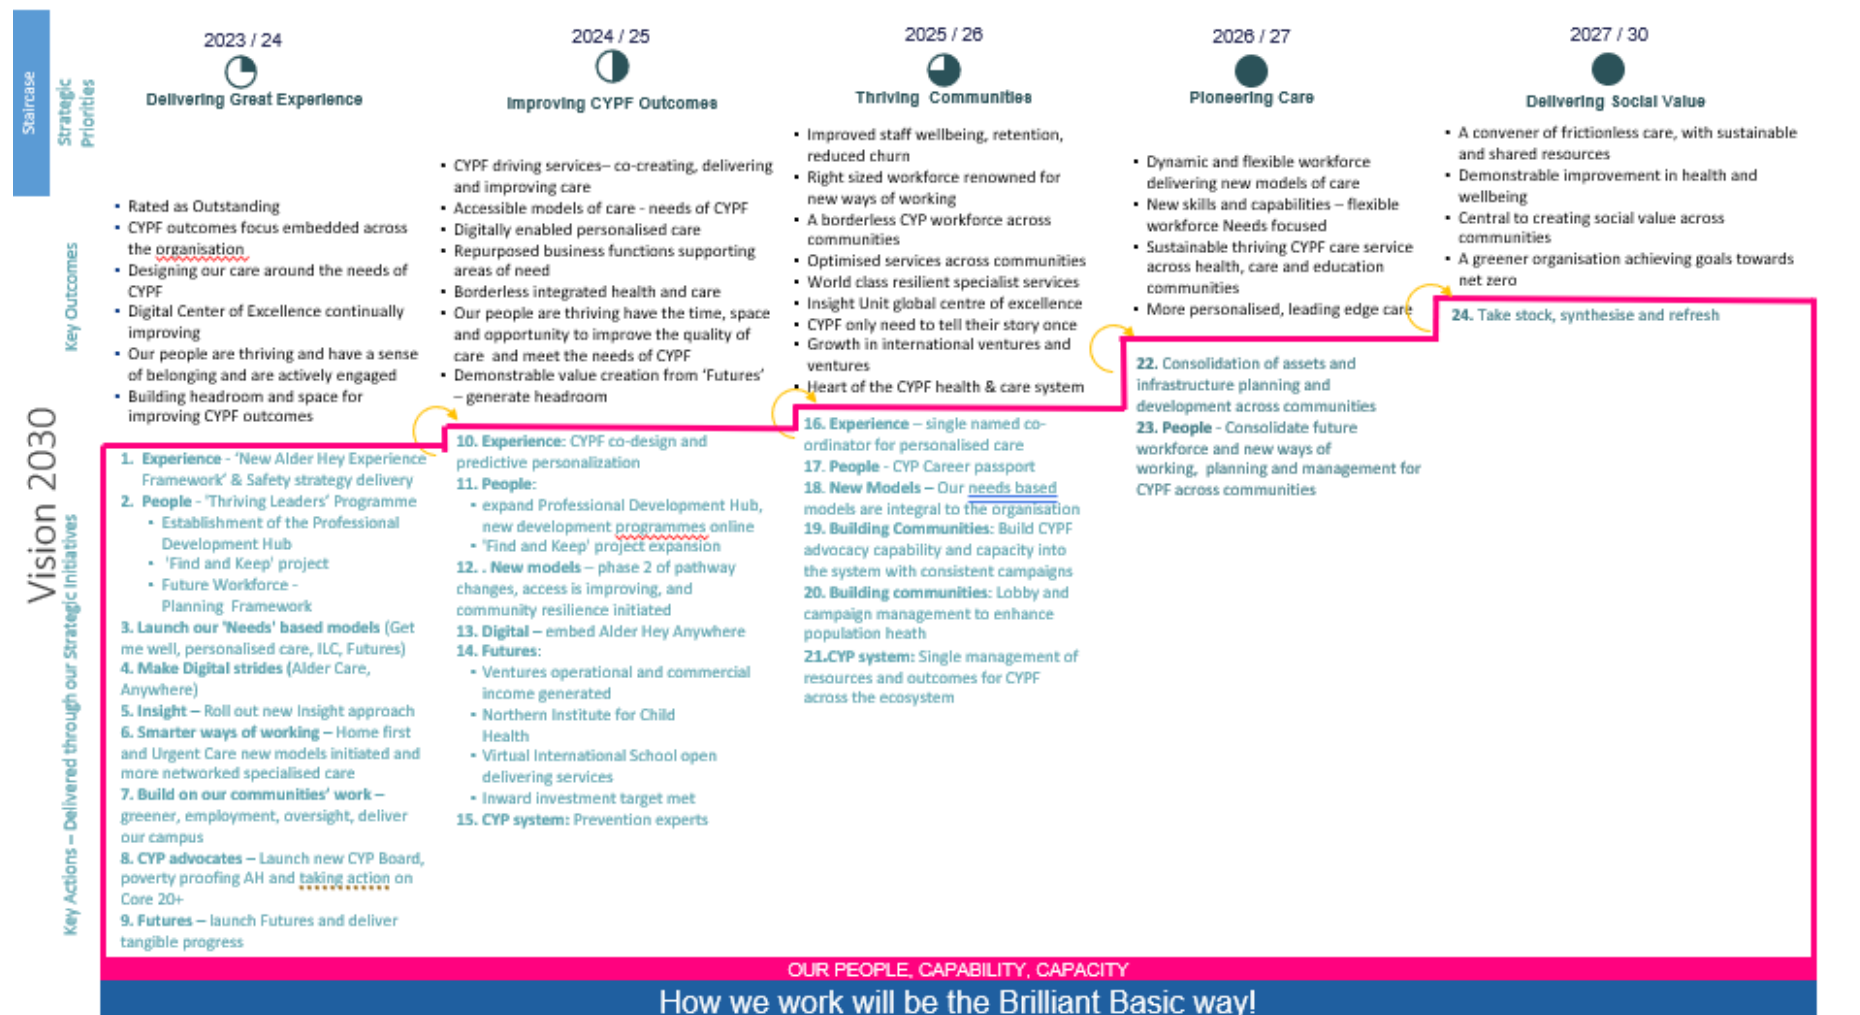 Staircase
Strategic
Priorities
Key Outcomes
Vision 2030
Key Actions – Delivered through our Strategic Initiatives
2023 / 24
Delivering Great Experience
▪ Rated as Outstanding
▪ CYPF outcomes focus embedded across
the organisation
▪ Designing our care around the needs of
CYPF
▪ Digital Center of Excellence continually
improving
▪ Our people are thriving and have a sense
of belonging and are actively engaged
▪ Building headroom and space for
improving CYPF outcomes
1. Experience - 'New Alder Hey Experience
Framework' & Safety strategy delivery
2. People - 'Thriving Leaders' Programme
▪ Establishment of the Professional
Development Hub
▪ 'Find and Keep' project
▪ Future Workforce -
Planning Framework
3. Launch our 'Needs' based models (Get
me well, personalised care, ILC, Futures)
4. Make Digital strides (Alder Care,
Anywhere)
5. Insight – Roll out new Insight approach
6. Smarter ways of working – Home first
and Urgent Care new models initiated and
more networked specialised care
7. Build on our communities' work –
greener, employment, oversight, deliver
our campus
8. CYP advocates – Launch new CYP Board,
poverty proofing AH and taking action on
Core 20+
9. Futures – launch Futures and deliver
tangible progress
2024 / 25
Improving CYPF Outcomes
▪ CYPF driving services– co-creating, delivering
and improving care
▪ Accessible models of care - needs of CYPF
▪ Digitally enabled personalised care
▪ Repurposed business functions supporting
areas of need
▪ Borderless integrated health and care
▪ Our people are thriving have the time, space
and opportunity to improve the quality of
care and meet the needs of CYPF
▪ Demonstrable value creation from 'Futures'
– generate headroom
10. Experience: CYPF co-design and
predictive personalization
11. People:
▪ expand Professional Development Hub,
new development programmes online
▪ 'Find and Keep' project expansion
12. . New models – phase 2 of pathway
changes, access is improving, and
community resilience initiated
13. Digital – embed Alder Hey Anywhere
14. Futures:
▪ Ventures operational and commercial
income generated
▪ Northern Institute for Child
Health
▪ Virtual International School open
delivering services
▪ Inward investment target met
15. CYP system: Prevention experts
2025 / 26
Thriving Communities
▪ Improved staff wellbeing, retention,
reduced churn
▪ Right sized workforce renowned for
new ways of working
▪ A borderless CYP workforce across
communities
▪ Optimised services across communities
▪ World class resilient specialist services
▪ Insight Unit global centre of excellence
▪ CYPF only need to tell their story once
▪ Growth in international ventures and
ventures
▪ Heart of the CYPF health & care system
16. Experience – single named co-
ordinator for personalised care
17. People - CYP Career passport
18. New Models – Our needs based
models are integral to the organisation
19. Building Communities: Build CYPF
advocacy capability and capacity into
the system with consistent campaigns
20. Building communities: Lobby and
campaign management to enhance
population heath
21.CYP system: Single management of
resources and outcomes for CYPF
across the ecosystem
2026 / 27
Pioneering Care
▪ Dynamic and flexible workforce
delivering new models of care
▪ New skills and capabilities – flexible
workforce Needs focused
▪ Sustainable thriving CYPF care service
across health, care and education
communities
▪ More personalised, leading edge care
22. Consolidation of assets and
infrastructure planning and
development across communities
23. People - Consolidate future
workforce and new ways of
working, planning and management for
CYPF across communities
2027 / 30
Delivering Social Value
▪ A convener of frictionless care, with sustainable
and shared resources
▪ Demonstrable improvement in health and
wellbeing
▪ Central to creating social value across
communities
▪ A greener organisation achieving goals towards
net zero
24. Take stock, synthesise and refresh
OUR PEOPLE, CAPABILITY, CAPACITY
How we work will be the Brilliant Basic way!